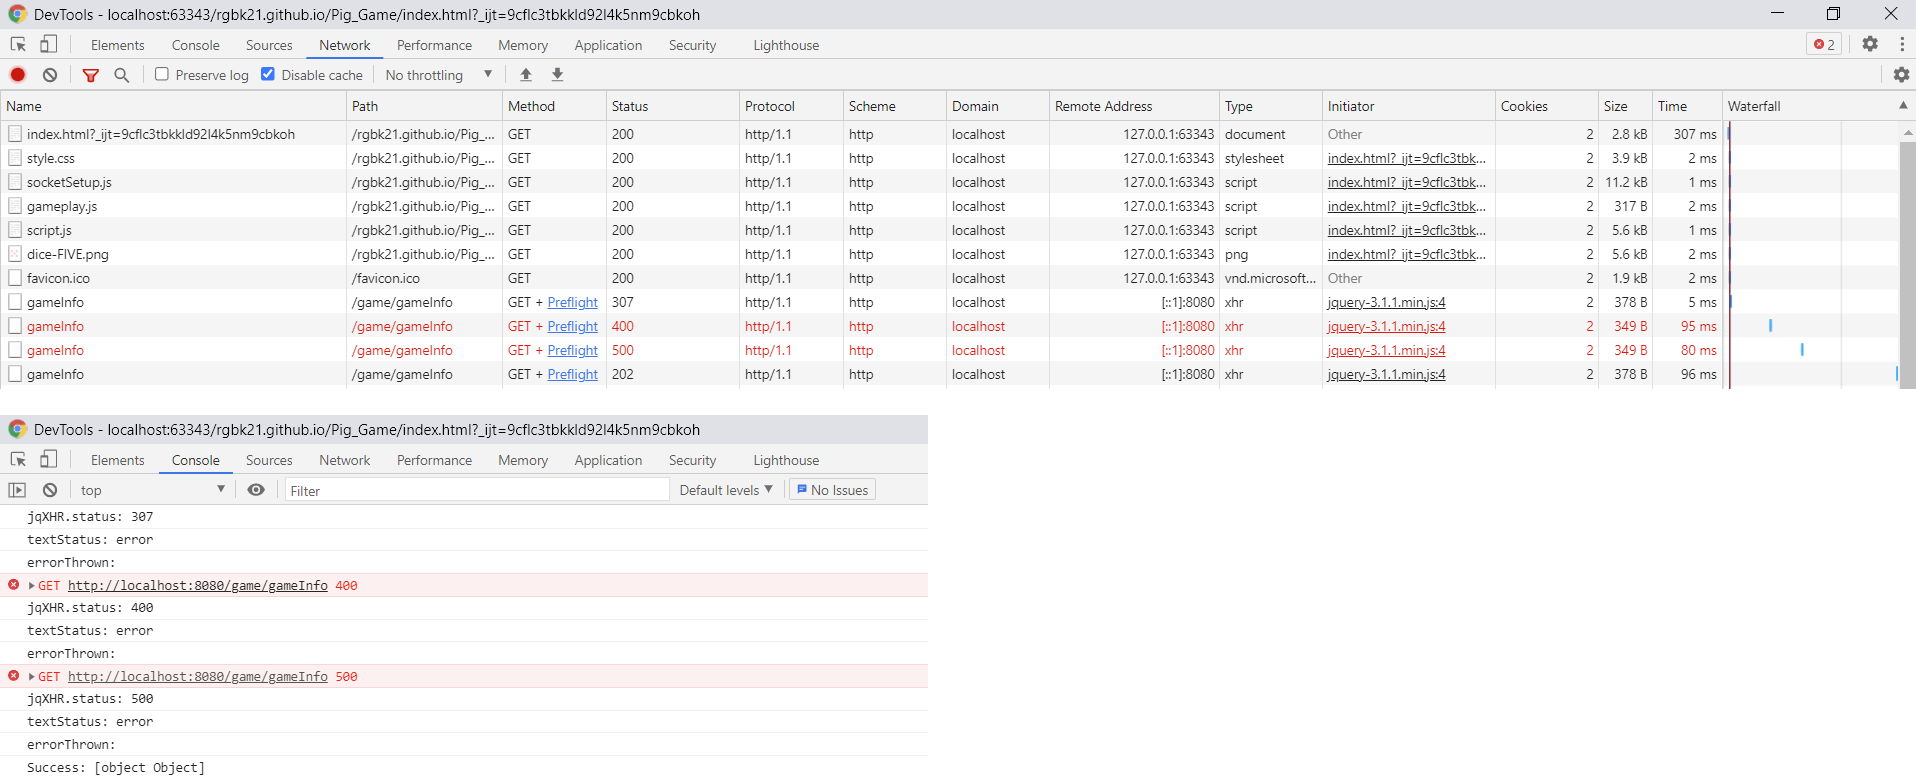 DevTools - localhost:63343/rgbk21.github.io/Pig_Game/index.html?_ijt=9cflc3tbkkld92l4k5nm9cbkoh
Elements Console Sources Network Performance Memory Application Security Lighthouse 2
Preserve log Disable cache No throttling
Name Path Method Status Protocol Scheme Domain Remote Address Type Initiator Cookies Size Time Waterfall
index.html?_ijt=9cflc3tbkkld92l4k5nm9cbkoh /rgbk21.github.io/Pig_... GET 200 http/1.1 http localhost 127.0.0.1:63343 document Other 2 2.8 kB 307 ms
style.css /rgbk21.github.io/Pig_... GET 200 http/1.1 http localhost 127.0.0.1:63343 stylesheet index.html?_ijt=9cflc3tbk... 2 3.9 kB 2 ms
socketSetup.js /rgbk21.github.io/Pig_... GET 200 http/1.1 http localhost 127.0.0.1:63343 script index.html?_ijt=9cflc3tbk... 2 11.2 kB 1 ms
gameplay.js /rgbk21.github.io/Pig_... GET 200 http/1.1 http localhost 127.0.0.1:63343 script index.html?_ijt=9cflc3tbk... 2 317 B 2 ms
script.js /rgbk21.github.io/Pig_... GET 200 http/1.1 http localhost 127.0.0.1:63343 script index.html?_ijt=9cflc3tbk... 2 5.6 kB 1 ms
dice-FIVE.png /rgbk21.github.io/Pig_... GET 200 http/1.1 http localhost 127.0.0.1:63343 png index.html?_ijt=9cflc3tbk... 2 5.6 kB 2 ms
favicon.ico /favicon.ico GET 200 http/1.1 http localhost 127.0.0.1:63343 vnd.microsoft... Other 2 1.9 kB 2 ms
gameInfo /game/gameInfo GET + Preflight 307 http/1.1 http localhost [::1]:8080 xhr jquery-3.1.1.min.js:4 2 378 B 5 ms
gameInfo /game/gameInfo GET + Preflight 400 http/1.1 http localhost [::1]:8080 xhr jquery-3.1.1.min.js:4 2 349 B 95 ms
gameInfo /game/gameInfo GET + Preflight 500 http/1.1 http localhost [::1]:8080 xhr jquery-3.1.1.min.js:4 2 349 B 80 ms
gameInfo /game/gameInfo GET + Preflight 202 http/1.1 http localhost [::1]:8080 xhr jquery-3.1.1.min.js:4 2 378 B 96 ms
DevTools - localhost:63343/rgbk21.github.io/Pig_Game/index.html?_ijt=9cflc3tbkkld92l4k5nm9cbkoh
Elements Console Sources Network Performance Memory Application Security Lighthouse
top Filter Default levels No Issues
jqXHR.status: 307
textStatus: error
errorThrown:
GET http://localhost:8080/game/gameInfo 400
jqXHR.status: 400
textStatus: error
errorThrown:
GET http://localhost:8080/game/gameInfo 500
jqXHR.status: 500
textStatus: error
errorThrown:
Success: [object Object]